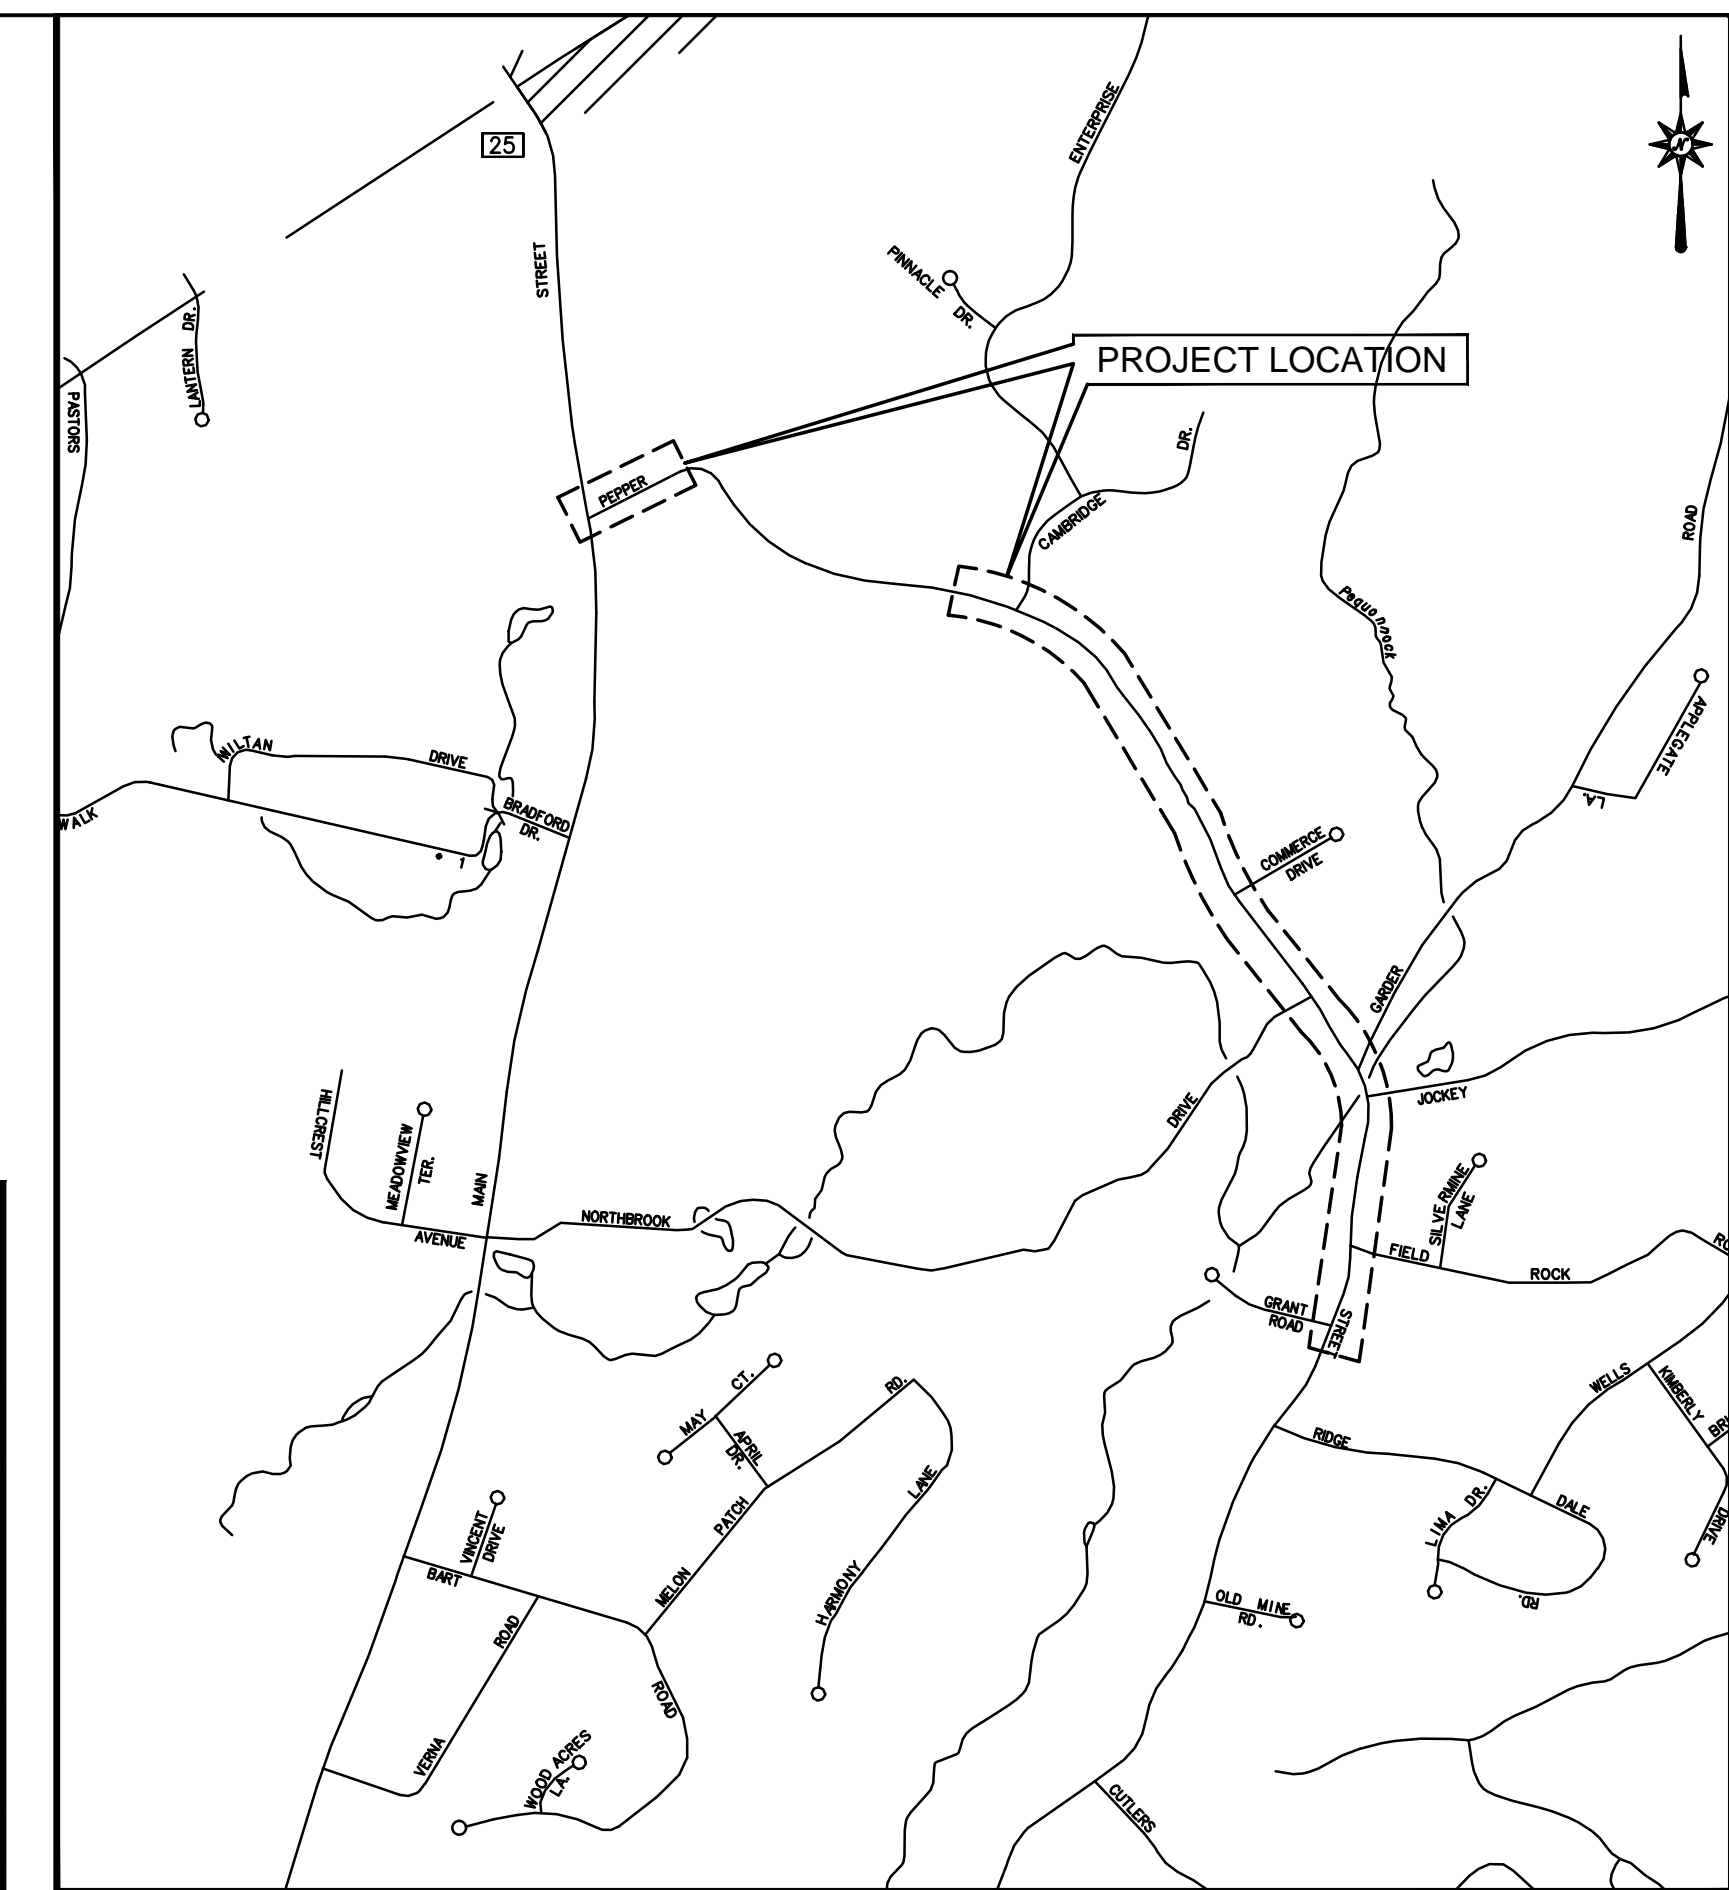 25
ENTERPRISE
N
STREET
PINNACLE
DR.
LANTERN DR.
PROJECT LOCATION
PASTORS
DR.
PEPPER
CAMBRIDGE
ROAD
Pequonnock
APPLEGATE
LA.
WILTAN
DRIVE
BRADFORD
DR.
WALK
1
COMMERCE
DRIVE
GARDER
JOCKEY
DRIVE
HILLCREST
MEADOWVIEW
TER.
MAIN
AVENUE
NORTHBROOK
SILVERMINE
LANE
FIELD
ROCK
RO
GRANT
ROAD
STREET
WELLS
KIMBERLY
BRI
DRIVE
MAY CT.
APRIL
DR.
RD.
RIDGE
LANE
DALE
LIMA DR.
RD.
VINCENT
DRIVE
BART
PATCH
MELON
HARMONY
OLD MINE
RD.
ROAD
ROAD
VERNA
WOOD ACRES
LA.
CUTLERS